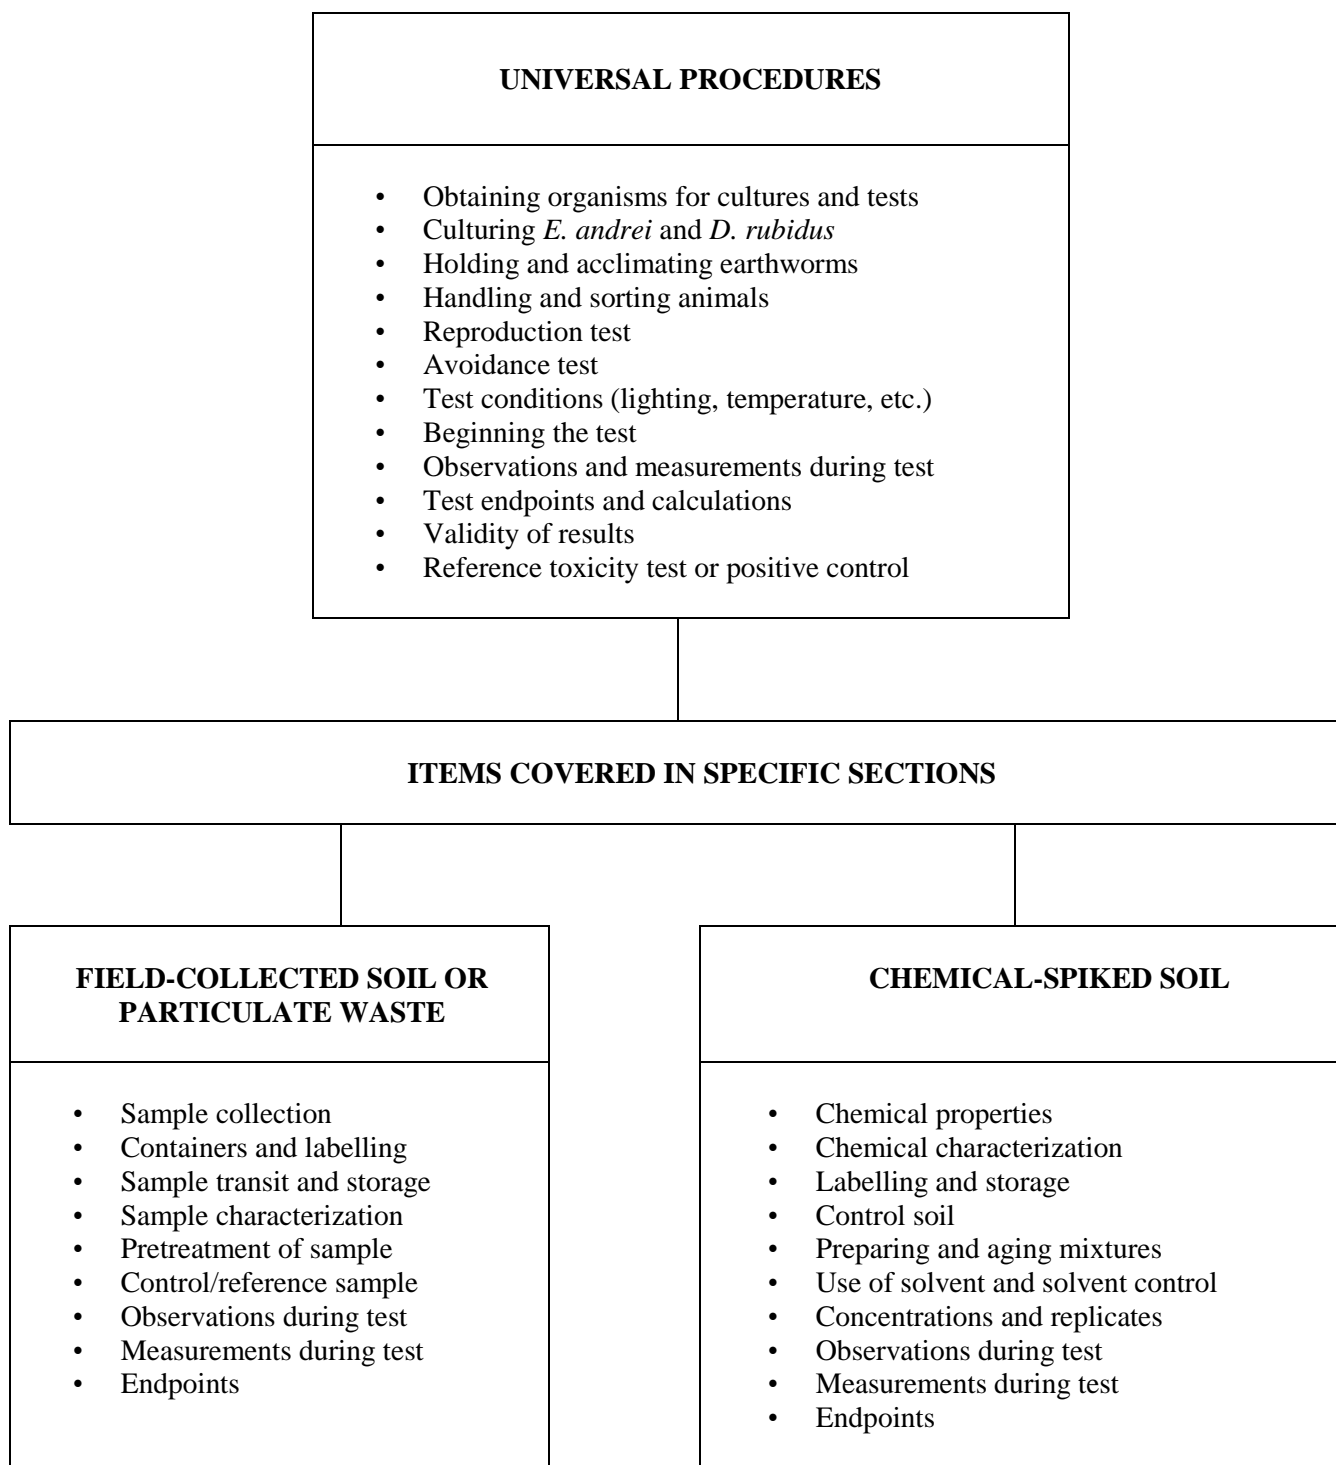 UNIVERSAL PROCEDURES
• Obtaining organisms for cultures and tests
• Culturing E. andrei and D. rubidus
• Holding and acclimating earthworms
• Handling and sorting animals
• Reproduction test
• Avoidance test
• Test conditions (lighting, temperature, etc.)
• Beginning the test
• Observations and measurements during test
• Test endpoints and calculations
• Validity of results
• Reference toxicity test or positive control
ITEMS COVERED IN SPECIFIC SECTIONS
FIELD-COLLECTED SOIL OR
PARTICULATE WASTE
• Sample collection
• Containers and labelling
• Sample transit and storage
• Sample characterization
• Pretreatment of sample
• Control/reference sample
• Observations during test
• Measurements during test
• Endpoints
CHEMICAL-SPIKED SOIL
• Chemical properties
• Chemical characterization
• Labelling and storage
• Control soil
• Preparing and aging mixtures
• Use of solvent and solvent control
• Concentrations and replicates
• Observations during test
• Measurements during test
• Endpoints